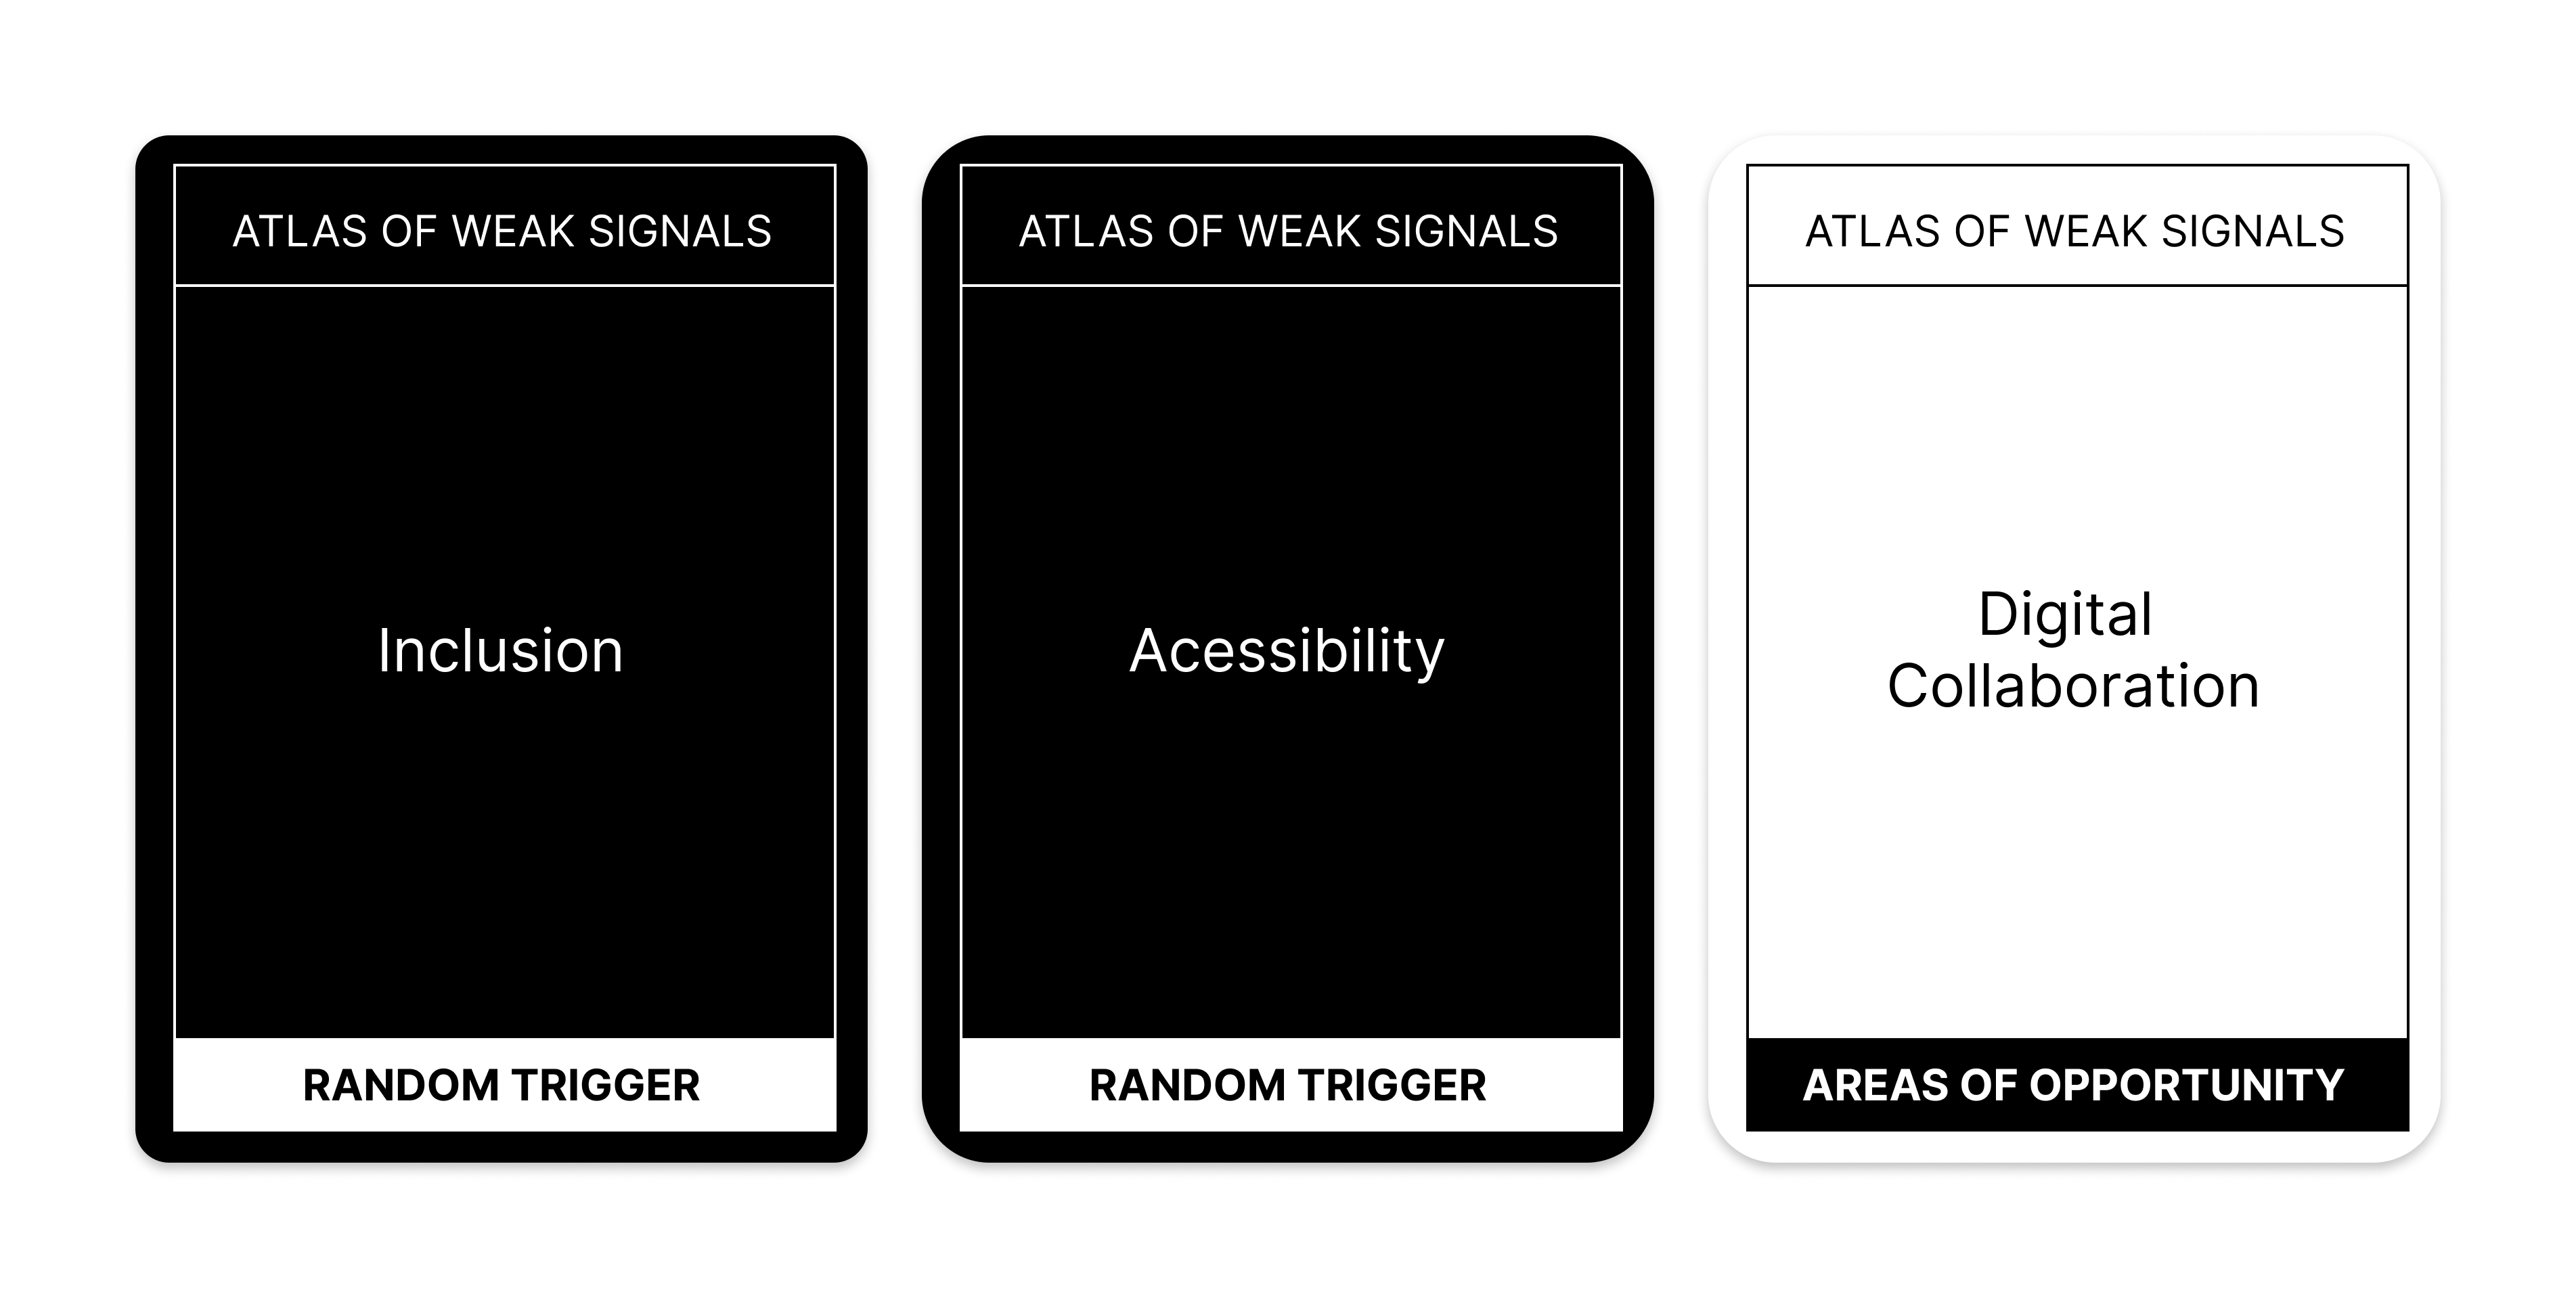 ATLAS OF WEAK SIGNALS
Inclusion
RANDOM TRIGGER
ATLAS OF WEAK SIGNALS
Acessibility
RANDOM TRIGGER
ATLAS OF WEAK SIGNALS
Digital
Collaboration
AREAS OF OPPORTUNITY